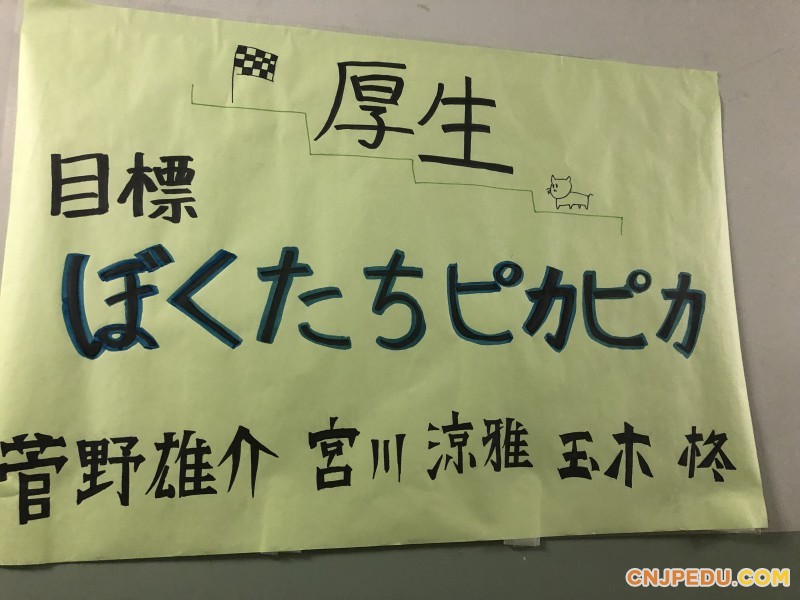 厚生
目標
ぼくたちピカピカ
菅野雄介 宮川涼雅 玉木柊
CNJPEDU.COM